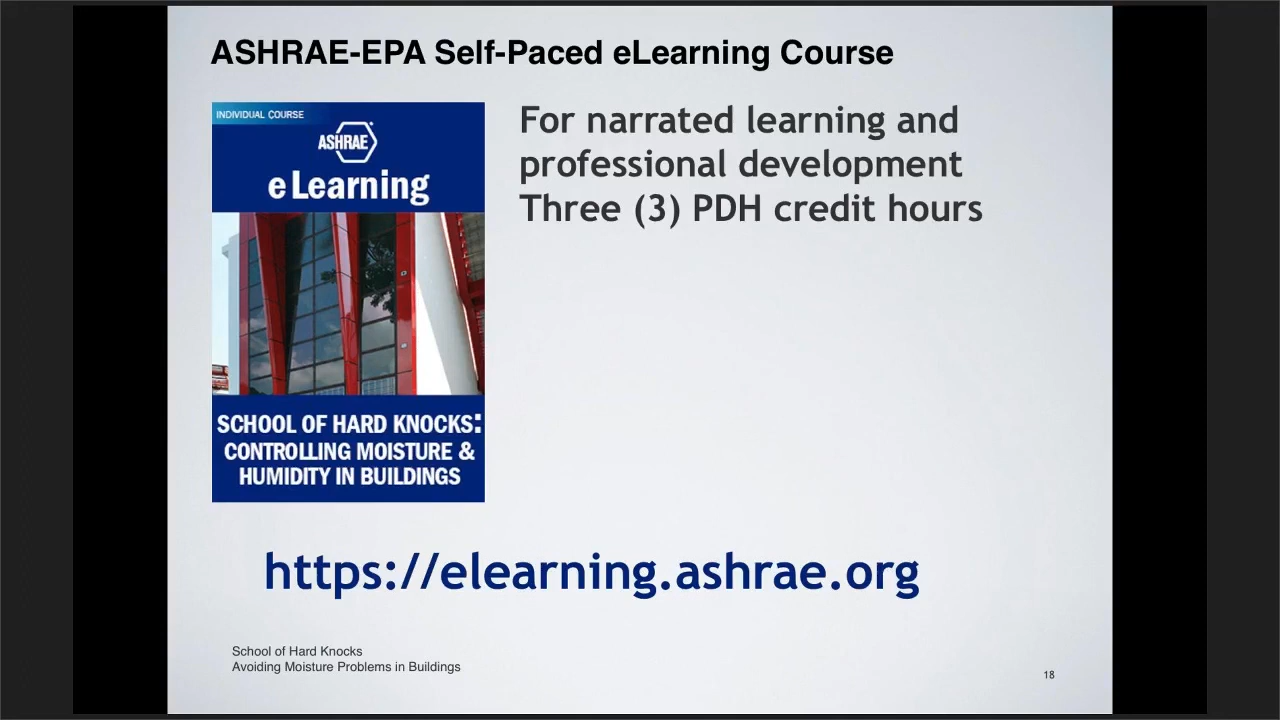 ASHRAE-EPA Self-Paced eLearning Course
INDIVIDUAL COURSE
ASHRAE
eLearning
SCHOOL OF HARD KNOCKS:
CONTROLLING MOISTURE &
HUMIDITY IN BUILDINGS
For narrated learning and
professional development
Three (3) PDH credit hours
https://elearning.ashrae.org
School of Hard Knocks
Avoiding Moisture Problems in Buildings
18